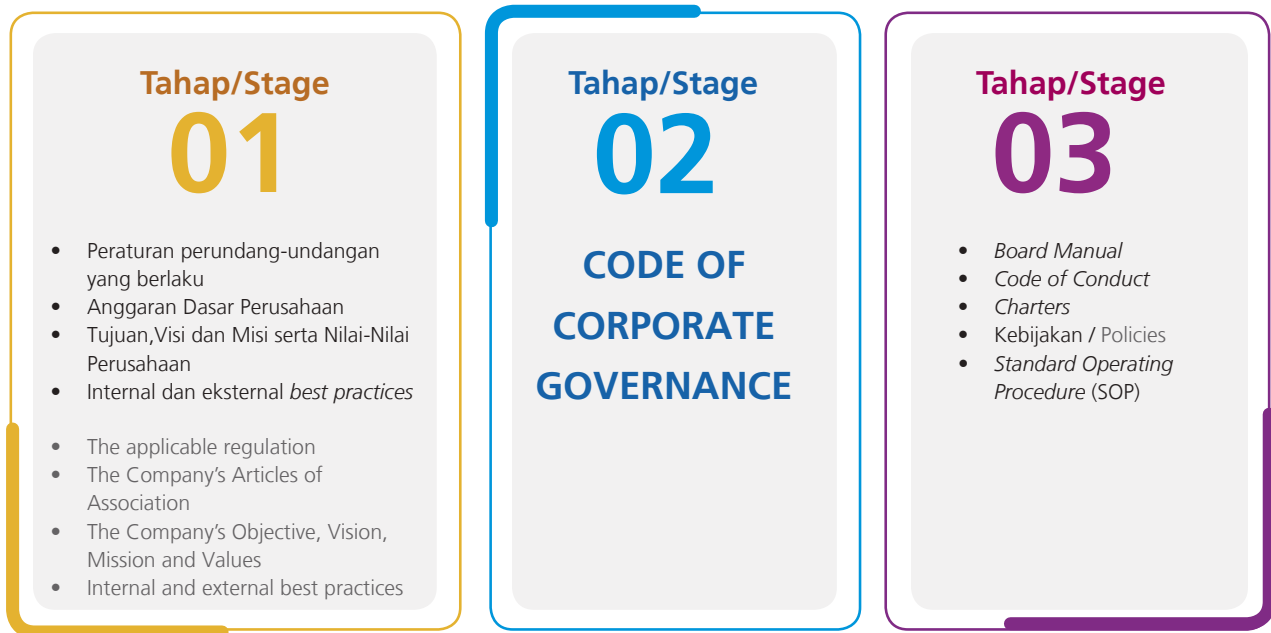 Tahap/Stage
01
• Peraturan perundang-undangan
yang berlaku
• Anggaran Dasar Perusahaan
• Tujuan,Visi dan Misi serta Nilai-Nilai
Perusahaan
• Internal dan eksternal best practices
• The applicable regulation
• The Company’s Articles of
Association
• The Company’s Objective, Vision,
Mission and Values
• Internal and external best practices
Tahap/Stage
02
CODE OF
CORPORATE
GOVERNANCE
Tahap/Stage
03
• Board Manual
• Code of Conduct
• Charters
• Kebijakan / Policies
• Standard Operating
Procedure (SOP)